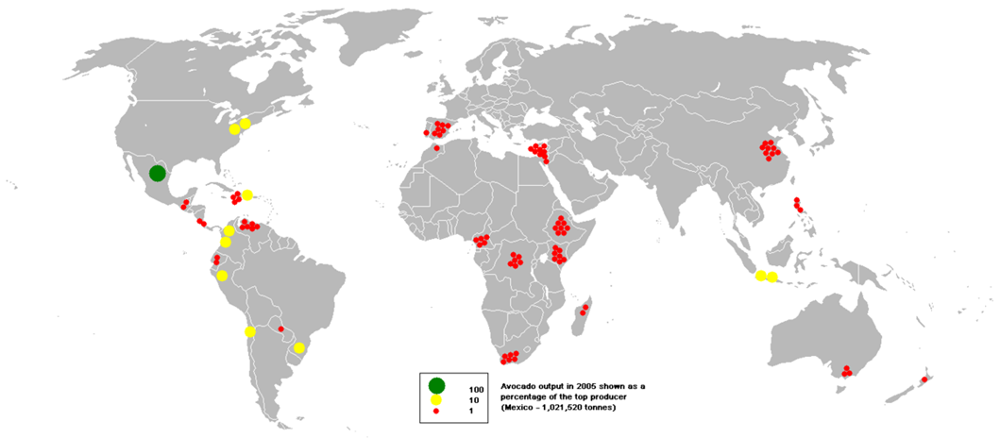 100
10
1
Avocado output in 2005 shown as a
percentage of the top producer
(Mexico - 1,021,520 tonnes)